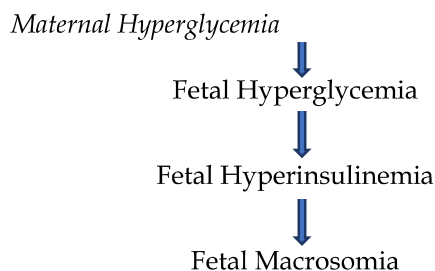 Maternal Hyperglycemia
Fetal Hyperglycemia
Fetal Hyperinsulinemia
Fetal Macrosomia